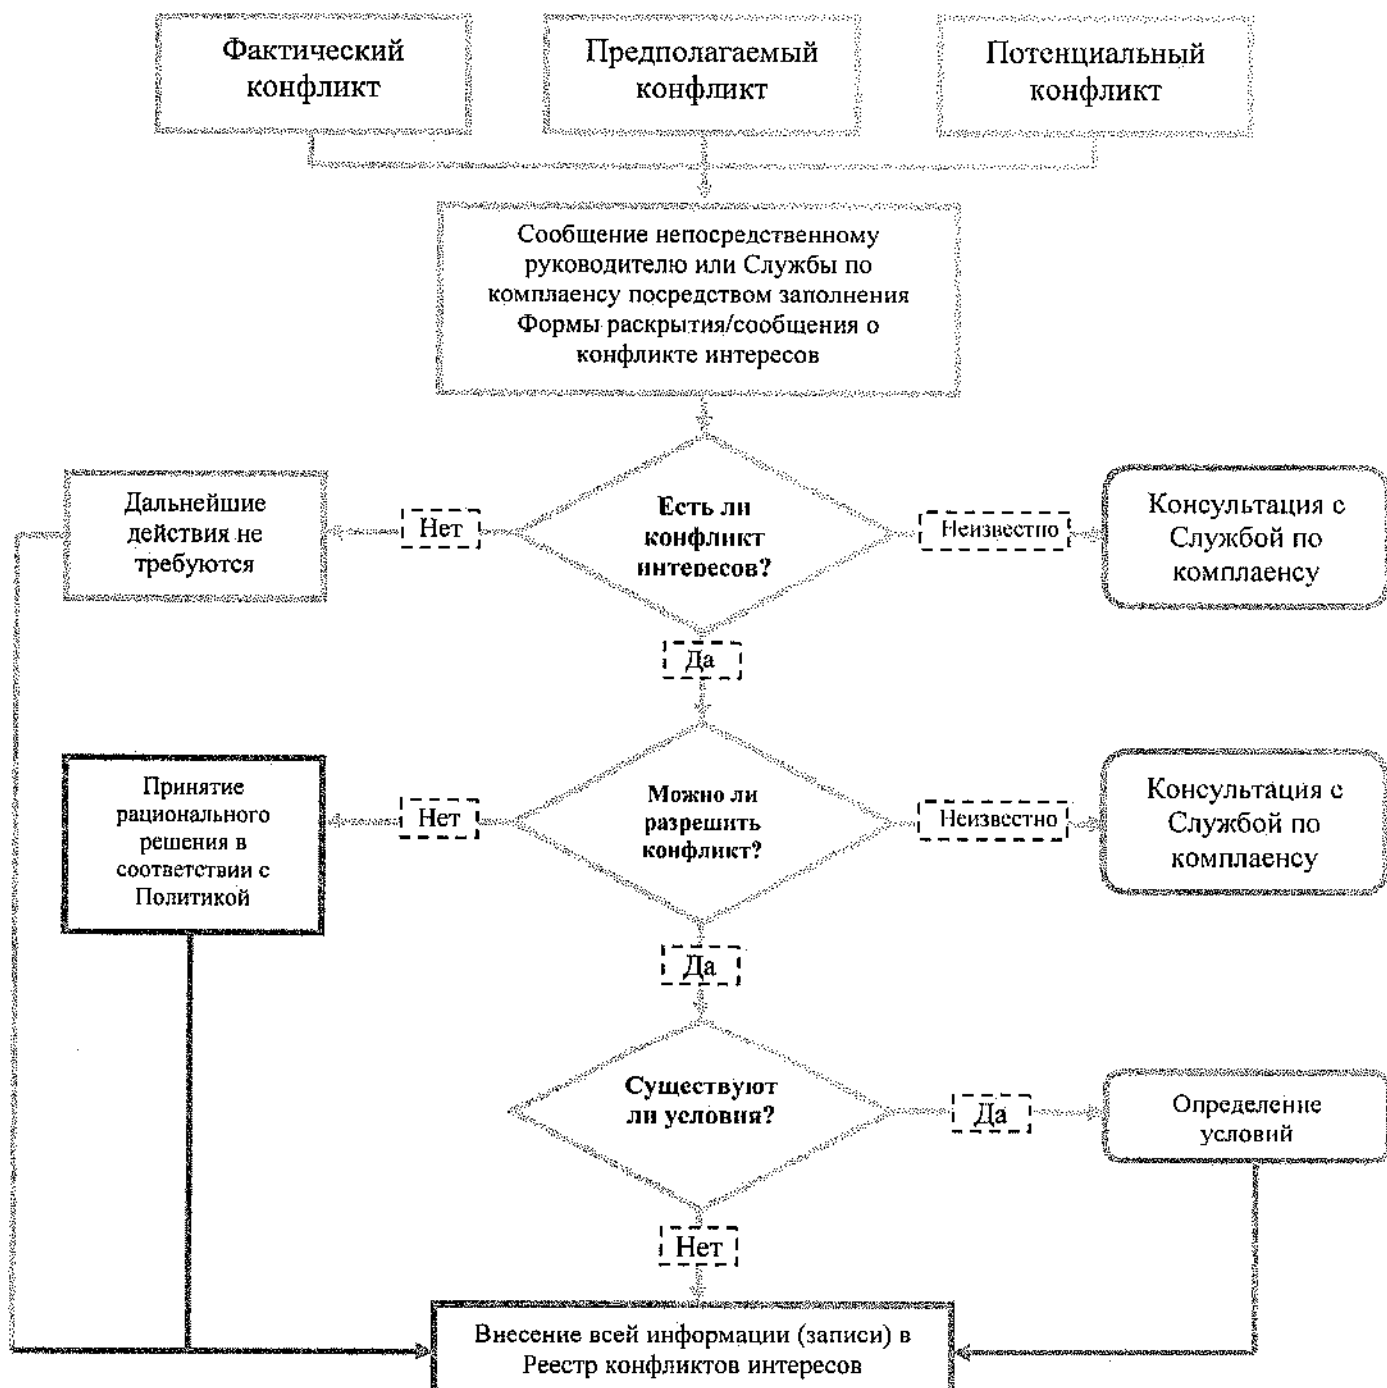 Фактический
конфликт
Предполагаемый
конфликт
Потенциальный
конфликт
Сообщение непосредственному
руководителю или Службы по
комплаенсу посредством заполнения
Формы раскрытия/сообщения о
конфликте интересов
Дальнейшие
действия не
требуются
Нет
Есть ли
конфликт
интересов?
Неизвестно
Консультация с
Службой по
комплаенсу
Да
Принятие
рационального
решения в
соответствии с
Политикой
Нет
Можно ли
разрешить
конфликт?
Неизвестно
Консультация с
Службой по
комплаенсу
Да
Существуют
ли условия?
Да
Определение
условий
Нет
Внесение всей информации (записи) в
Реестр конфликтов интересов